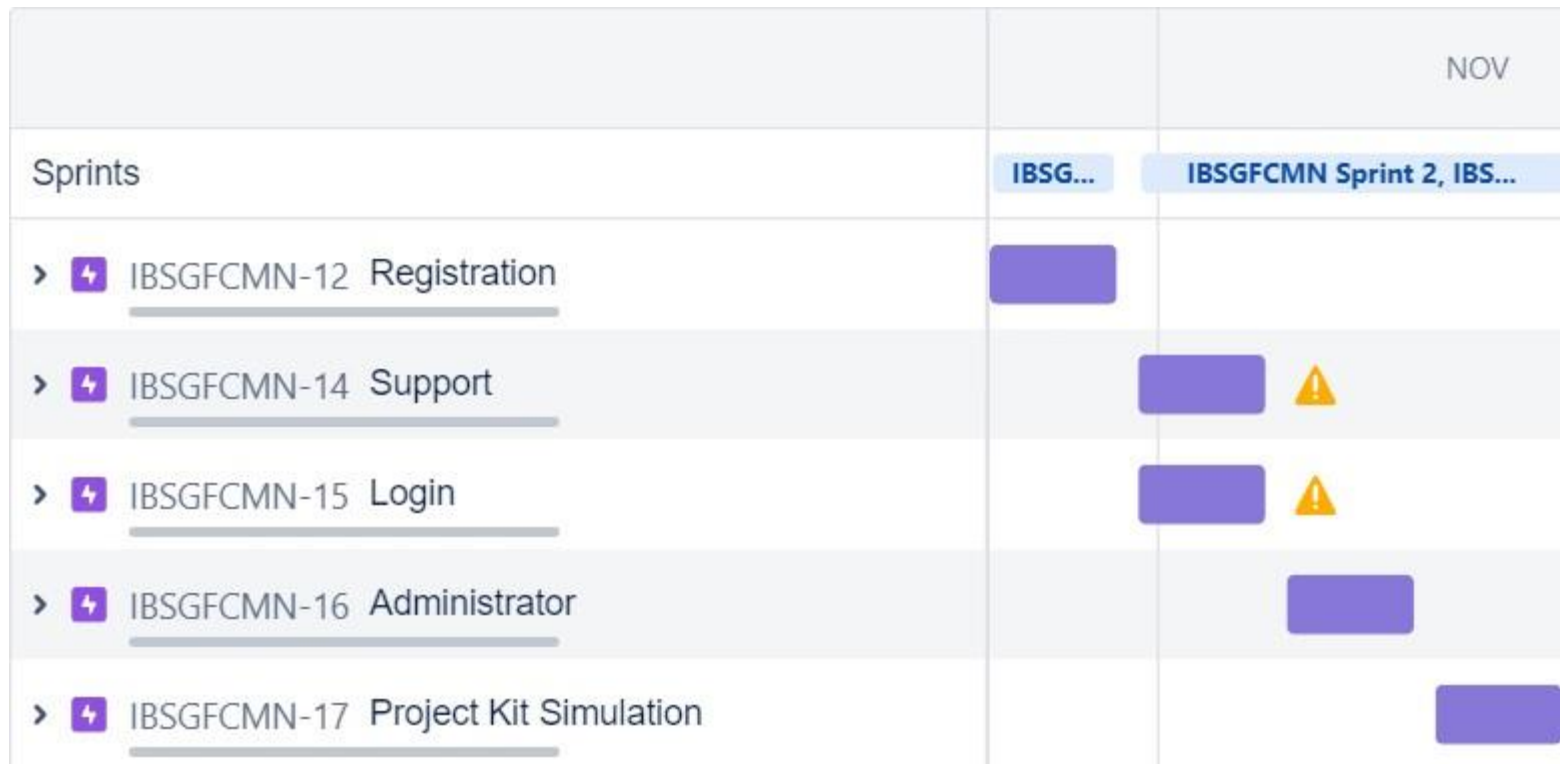 NOV
Sprints IBSG... IBSGFCMN Sprint 2, IBS...
IBSGFCMN-12 Registration
IBSGFCMN-14 Support
IBSGFCMN-15 Login
IBSGFCMN-16 Administrator
IBSGFCMN-17 Project Kit Simulation